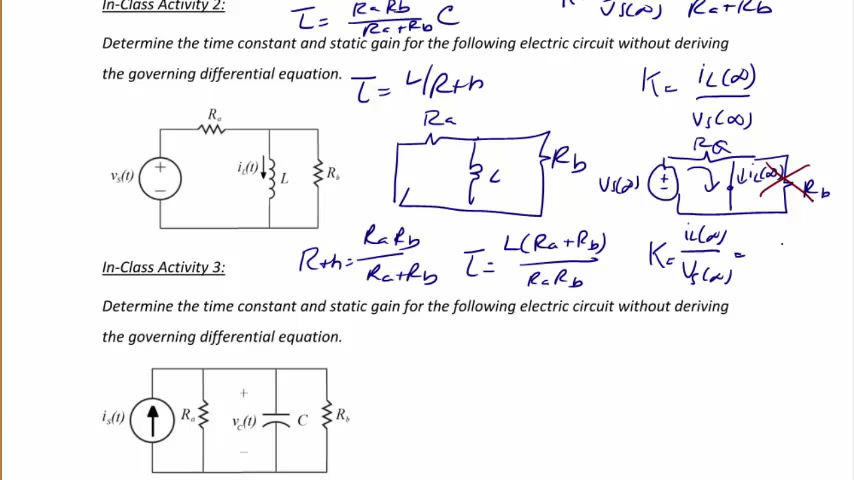 In-Class Activity 2:
τ = RaRb / Ra+Rb C
Vs(∞) Ra+Rb
Determine the time constant and static gain for the following electric circuit without deriving
the governing differential equation.
τ = L/Rth
K = iL(∞) / Vs(∞)
Ra
vs(t) + − iL(t) L Rb
Ra L Rb
Vs(∞) + − Ra iL(∞) Rb
Rth = RaRb / Ra+Rb
τ = L(Ra+Rb) / RaRb
K = iL(∞) / Vs(∞) =
In-Class Activity 3:
Determine the time constant and static gain for the following electric circuit without deriving
the governing differential equation.
is(t) Ra + vc(t) − C Rb